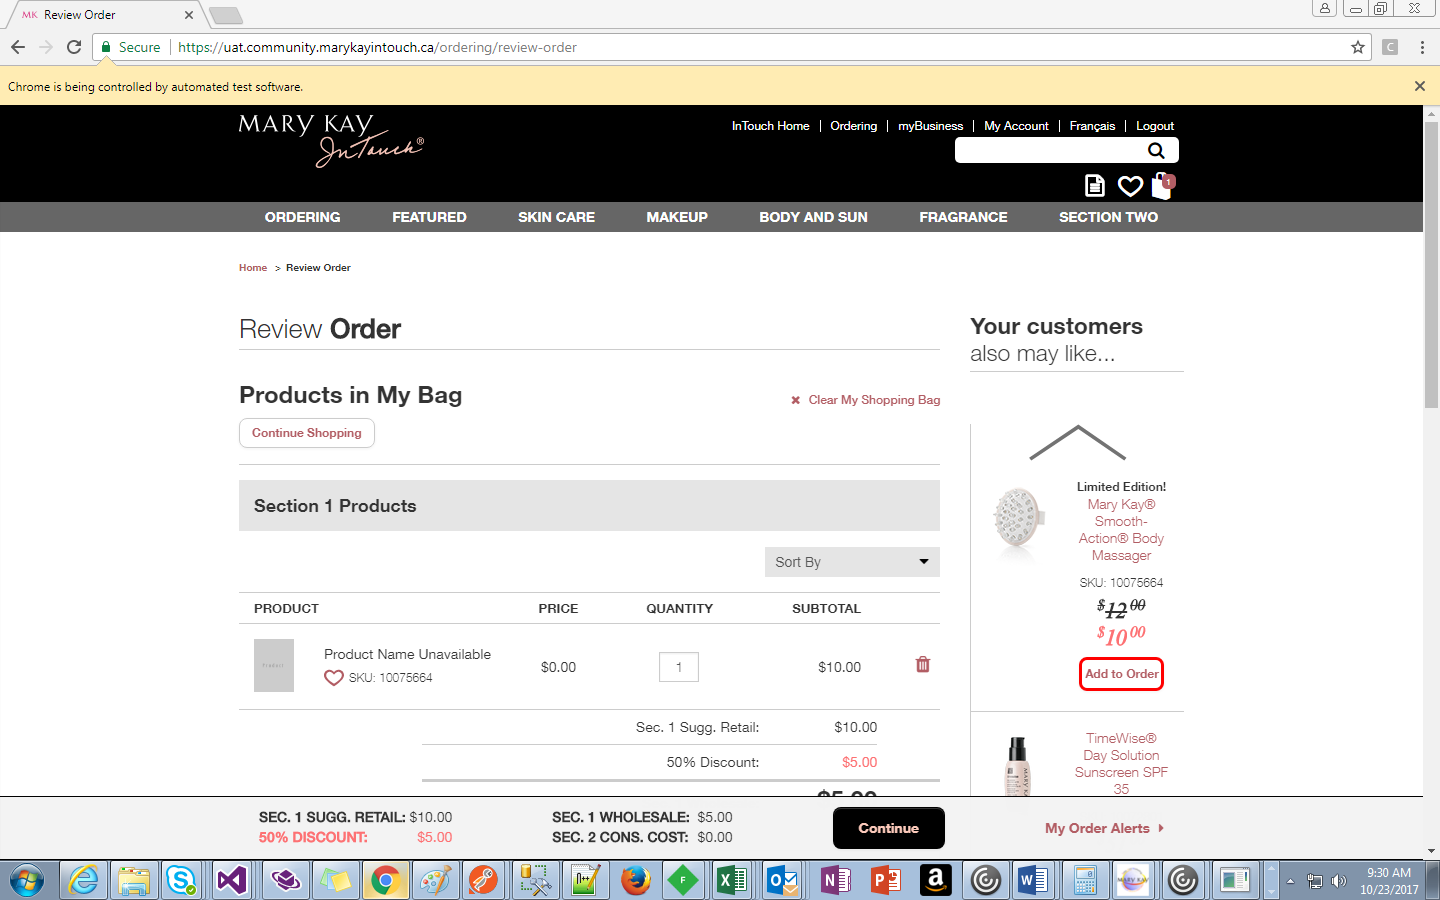 MK Review Order
Secure https://uat.community.marykayintouch.ca/ordering/review-order
C
Chrome is being controlled by automated test software.
MARY KAY
InTouch®
InTouch Home | Ordering | myBusiness | My Account | Français | Logout
1
ORDERING FEATURED SKIN CARE MAKEUP BODY AND SUN FRAGRANCE SECTION TWO
Home > Review Order
Review Order
Products in My Bag
Clear My Shopping Bag
Continue Shopping
Section 1 Products
Sort By
PRODUCT PRICE QUANTITY SUBTOTAL
Product Name Unavailable
SKU: 10075664
$0.00 1 $10.00
Sec. 1 Sugg. Retail: $10.00
50% Discount: $5.00
$5.00
Your customers
also may like...
Limited Edition!
Mary Kay®
Smooth-
Action® Body
Massager
SKU: 10075664
$12.00
$10.00
Add to Order
TimeWise®
Day Solution
Sunscreen SPF
35
SEC. 1 SUGG. RETAIL: $10.00
50% DISCOUNT: $5.00
SEC. 1 WHOLESALE: $5.00
SEC. 2 CONS. COST: $0.00
Continue
My Order Alerts
9:30 AM
10/23/2017